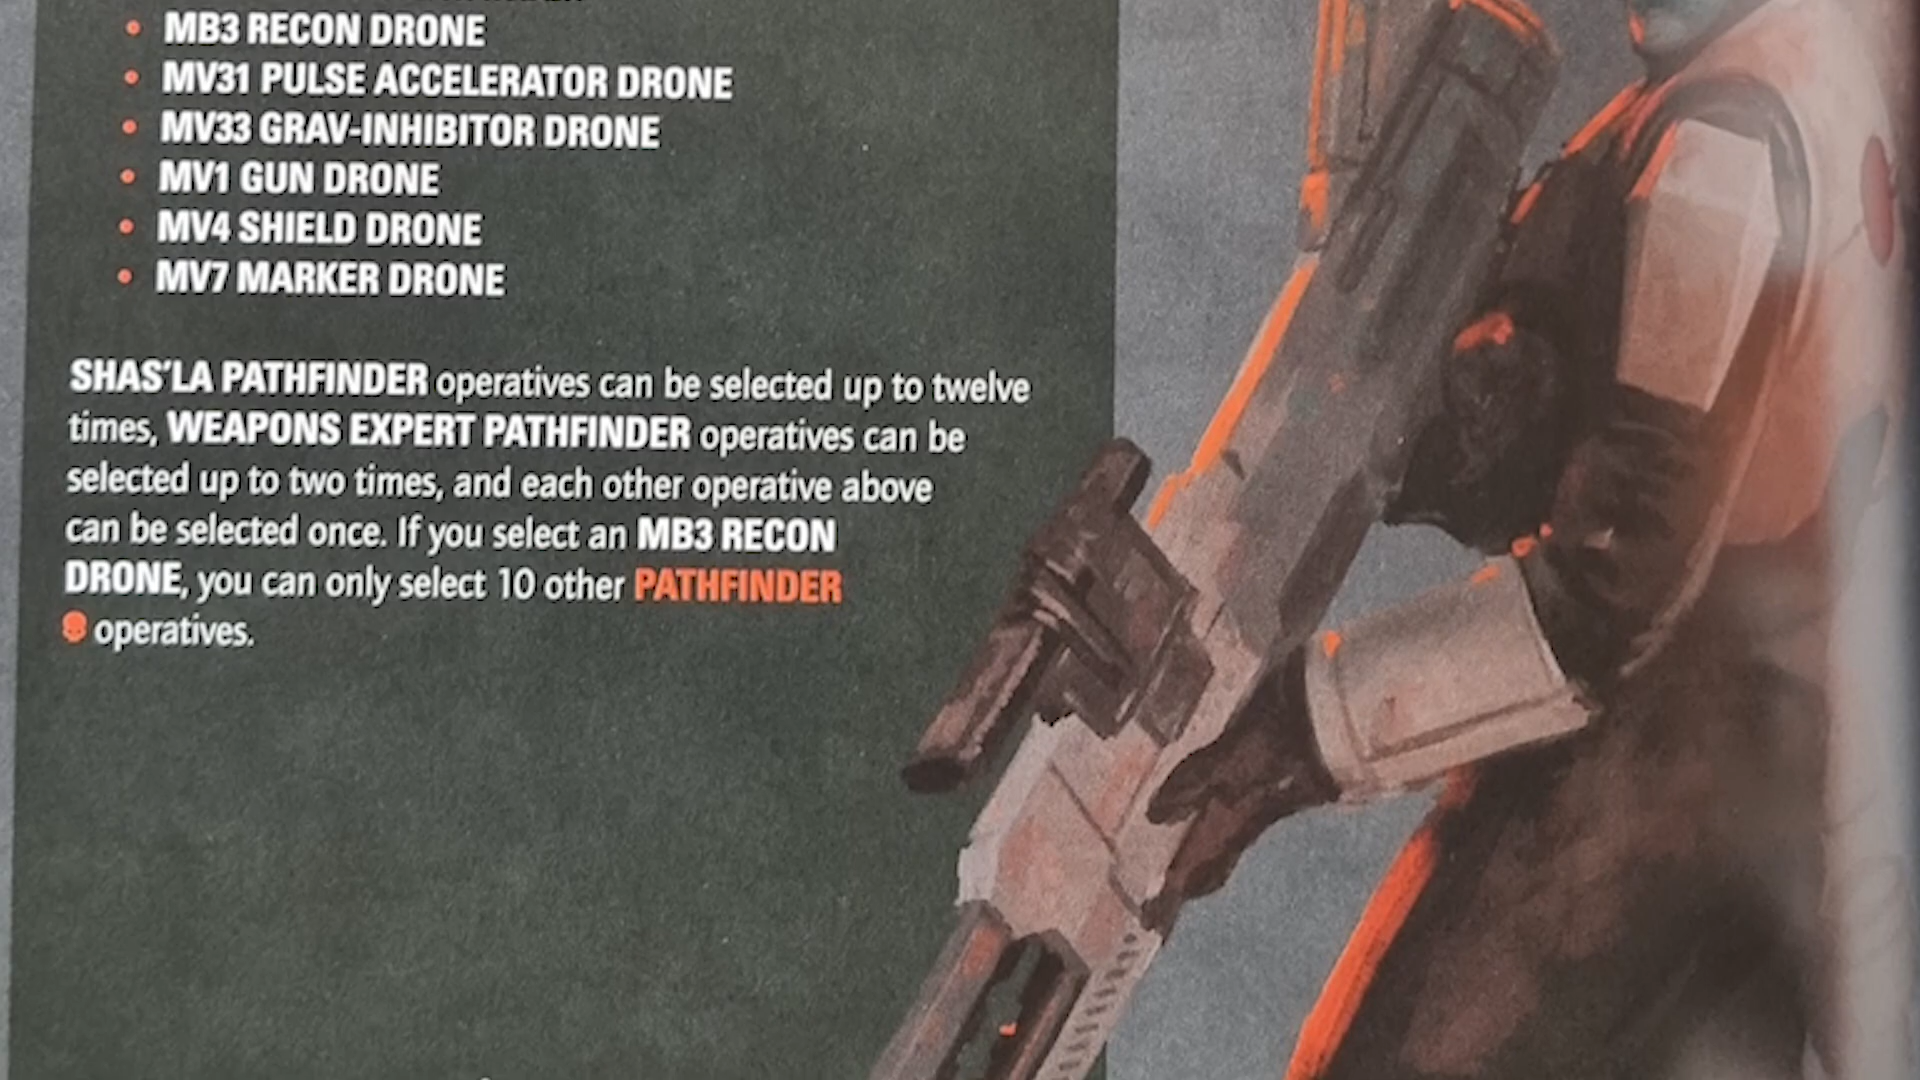 MB3 RECON DRONE
MV31 PULSE ACCELERATOR DRONE
MV33 GRAV-INHIBITOR DRONE
MV1 GUN DRONE
MV4 SHIELD DRONE
MV7 MARKER DRONE
SHAS'LA PATHFINDER operatives can be selected up to twelve
times, WEAPONS EXPERT PATHFINDER operatives can be
selected up to two times, and each other operative above
can be selected once. If you select an MB3 RECON
DRONE, you can only select 10 other PATHFINDER
operatives.